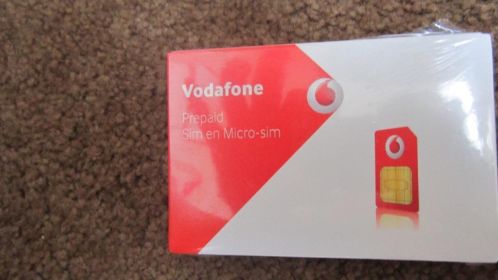 Vodafone
Prepaid
Sim en Micro-sim